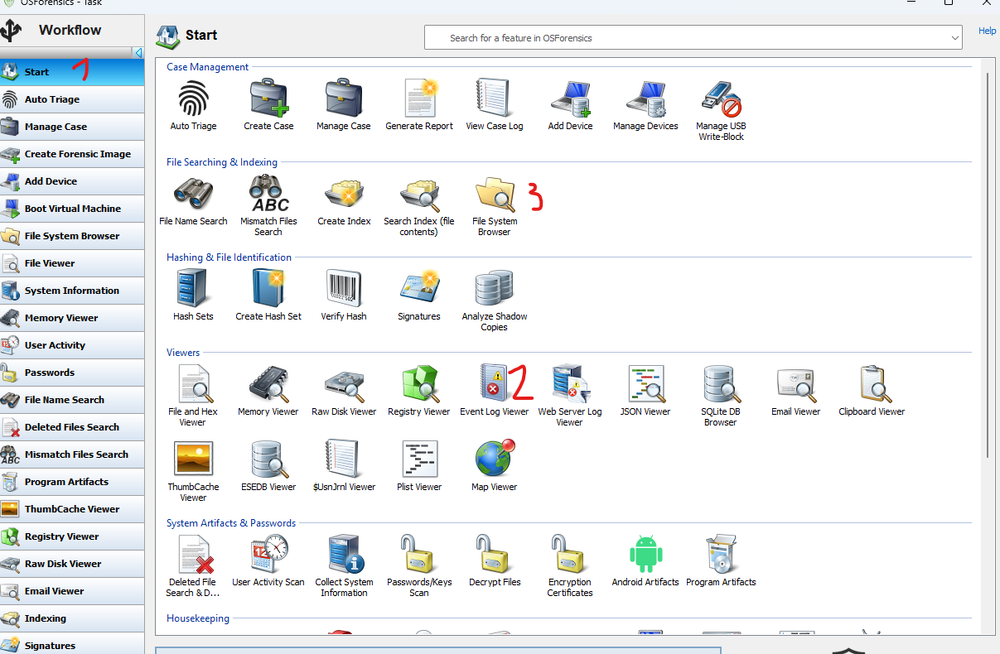 OSForensics - Task
Workflow
Start
Search for a feature in OSForensics
Help
Start
1
Auto Triage
Manage Case
Create Forensic Image
Add Device
Boot Virtual Machine
File System Browser
File Viewer
System Information
Memory Viewer
User Activity
Passwords
File Name Search
Deleted Files Search
Mismatch Files Search
Program Artifacts
ThumbCache Viewer
Registry Viewer
Raw Disk Viewer
Email Viewer
Indexing
Signatures
Case Management
Auto Triage
Create Case
Manage Case
Generate Report
View Case Log
Add Device
Manage Devices
Manage USB
Write-Block
File Searching & Indexing
ABC
3
File Name Search
Mismatch Files
Search
Create Index
Search Index (file
contents)
File System
Browser
Hashing & File Identification
Hash Sets
Create Hash Set
Verify Hash
Signatures
Analyze Shadow
Copies
Viewers
2
File and Hex
Viewer
Memory Viewer
Raw Disk Viewer
Registry Viewer
Event Log Viewer
Web Server Log
Viewer
JSON Viewer
SQLite DB
Browser
Email Viewer
Clipboard Viewer
ThumbCache
Viewer
ESEDB Viewer
$UsnJrnl Viewer
Plist Viewer
Map Viewer
System Artifacts & Passwords
Deleted File
Search & D...
User Activity Scan
Collect System
Information
Passwords/Keys
Scan
Decrypt Files
Encryption
Certificates
Android Artifacts
Program Artifacts
Housekeeping